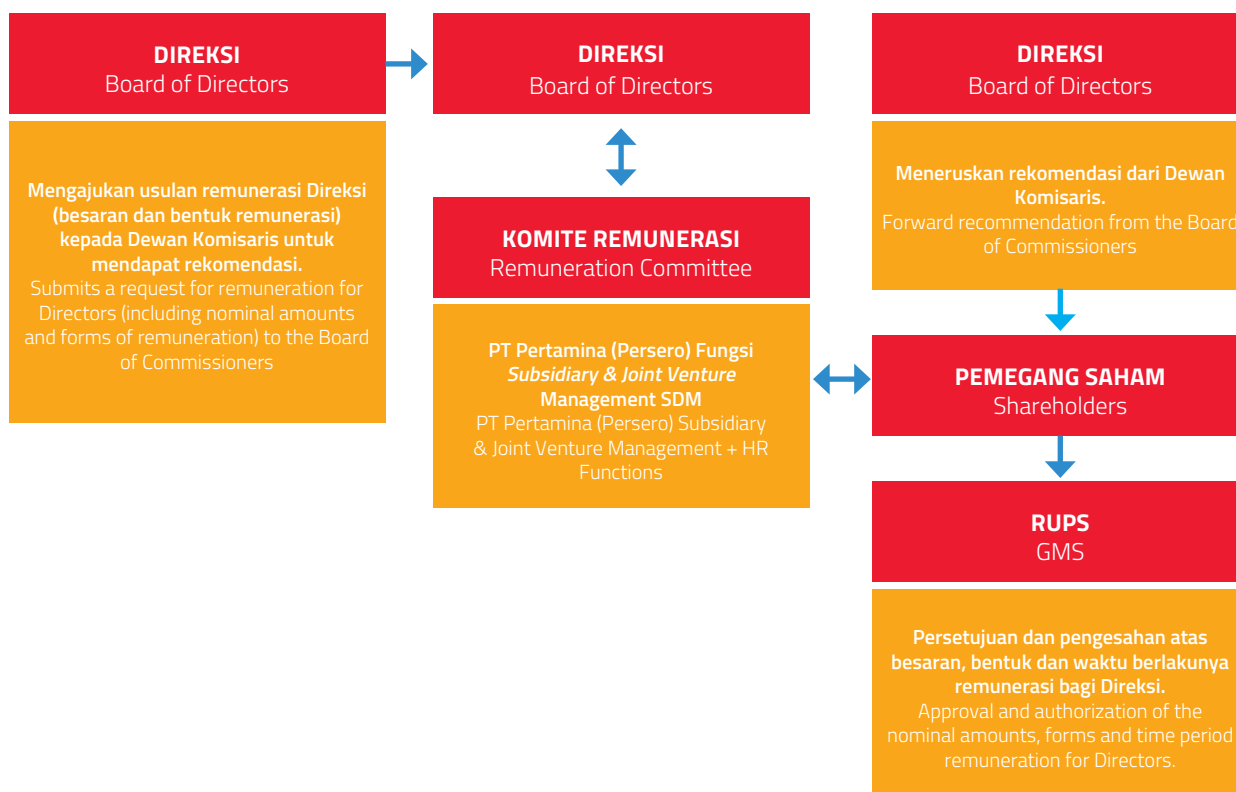 DIREKSI
Board of Directors
Mengajukan usulan remunerasi Direksi
(besaran dan bentuk remunerasi)
kepada Dewan Komisaris untuk
mendapat rekomendasi.
Submits a request for remuneration for
Directors (including nominal amounts
and forms of remuneration) to the Board
of Commissioners
DIREKSI
Board of Directors
KOMITE REMUNERASI
Remuneration Committee
PT Pertamina (Persero) Fungsi
Subsidiary & Joint Venture
Management SDM
PT Pertamina (Persero) Subsidiary
& Joint Venture Management + HR
Functions
DIREKSI
Board of Directors
Meneruskan rekomendasi dari Dewan
Komisaris.
Forward recommendation from the Board
of Commissioners
PEMEGANG SAHAM
Shareholders
RUPS
GMS
Persetujuan dan pengesahan atas
besaran, bentuk dan waktu berlakunya
remunerasi bagi Direksi.
Approval and authorization of the
nominal amounts, forms and time period
remuneration for Directors.